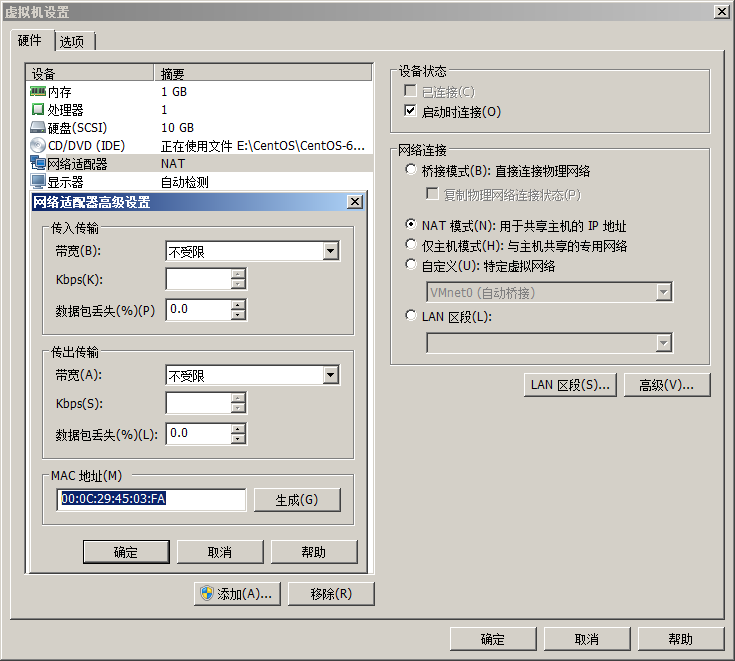 虚拟机设置
硬件 选项
设备 摘要
内存 1 GB
处理器 1
硬盘(SCSI) 10 GB
CD/DVD (IDE) 正在使用文件 E:\CentOS\CentOS-6...
网络适配器 NAT
显示器 自动检测
网络适配器高级设置
传入传输
带宽(B): 不受限
Kbps(K):
数据包丢失(%)(P) 0.0
传出传输
带宽(A): 不受限
Kbps(S):
数据包丢失(%)(L): 0.0
MAC 地址(M)
00:0C:29:45:03:FA 生成(G)
确定 取消 帮助
添加(A)... 移除(R)
设备状态
已连接(C)
启动时连接(O)
网络连接
桥接模式(B): 直接连接物理网络
复制物理网络连接状态(P)
NAT 模式(N): 用于共享主机的 IP 地址
仅主机模式(H): 与主机共享的专用网络
自定义(U): 特定虚拟网络
VMnet0 (自动桥接)
LAN 区段(L):
LAN 区段(S)... 高级(V)...
确定 取消 帮助